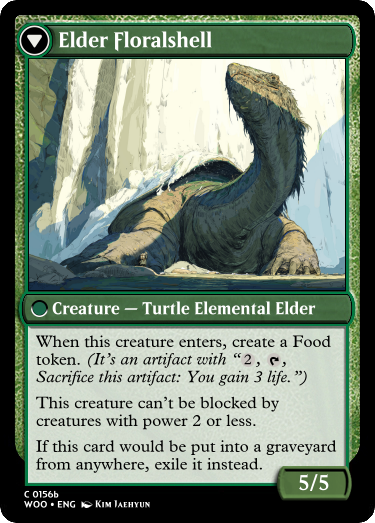 Elder Floralshell
Creature — Turtle Elemental Elder
When this creature enters, create a Food
token. (It's an artifact with “2, ,
Sacrifice this artifact: You gain 3 life.”)
This creature can't be blocked by
creatures with power 2 or less.
If this card would be put into a graveyard
from anywhere, exile it instead.
5/5
C 0156b
WOO • ENG Kim Jaehyun